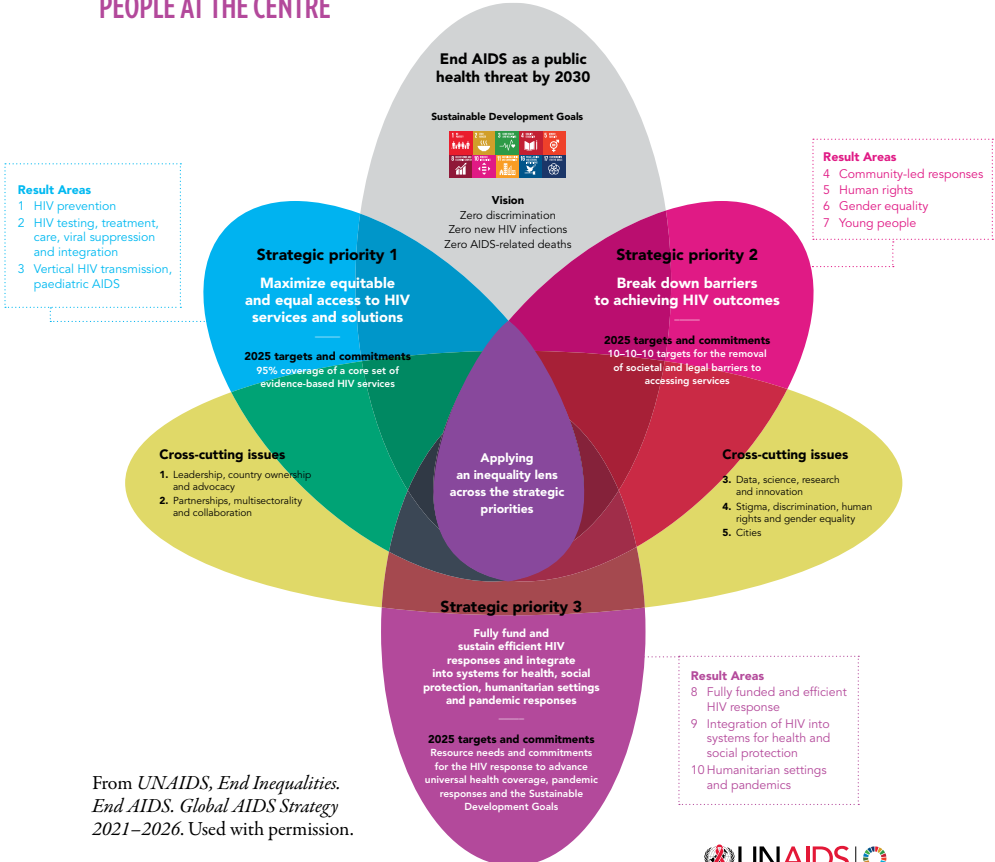 PEOPLE AT THE CENTRE
End AIDS as a public
health threat by 2030
Sustainable Development Goals
Vision
Zero discrimination
Zero new HIV infections
Zero AIDS-related deaths
Result Areas
1 HIV prevention
2 HIV testing, treatment,
care, viral suppression
and integration
3 Vertical HIV transmission,
paediatric AIDS
Result Areas
4 Community-led responses
5 Human rights
6 Gender equality
7 Young people
Strategic priority 1
Maximize equitable
and equal access to HIV
services and solutions
2025 targets and commitments
95% coverage of a core set of
evidence-based HIV services
Strategic priority 2
Break down barriers
to achieving HIV outcomes
2025 targets and commitments
10–10–10 targets for the removal
of societal and legal barriers to
accessing services
Cross-cutting issues
1. Leadership, country ownership
and advocacy
2. Partnerships, multisectorality
and collaboration
Applying
an inequality lens
across the strategic
priorities
Cross-cutting issues
3. Data, science, research
and innovation
4. Stigma, discrimination, human
rights and gender equality
5. Cities
Strategic priority 3
Fully fund and
sustain efficient HIV
responses and integrate
into systems for health, social
protection, humanitarian settings
and pandemic responses
2025 targets and commitments
Resource needs and commitments
for the HIV response to advance
universal health coverage, pandemic
responses and the Sustainable
Development Goals
Result Areas
8 Fully funded and efficient
HIV response
9 Integration of HIV into
systems for health and
social protection
10 Humanitarian settings
and pandemics
From UNAIDS, End Inequalities.
End AIDS. Global AIDS Strategy
2021–2026. Used with permission.
UNAIDS